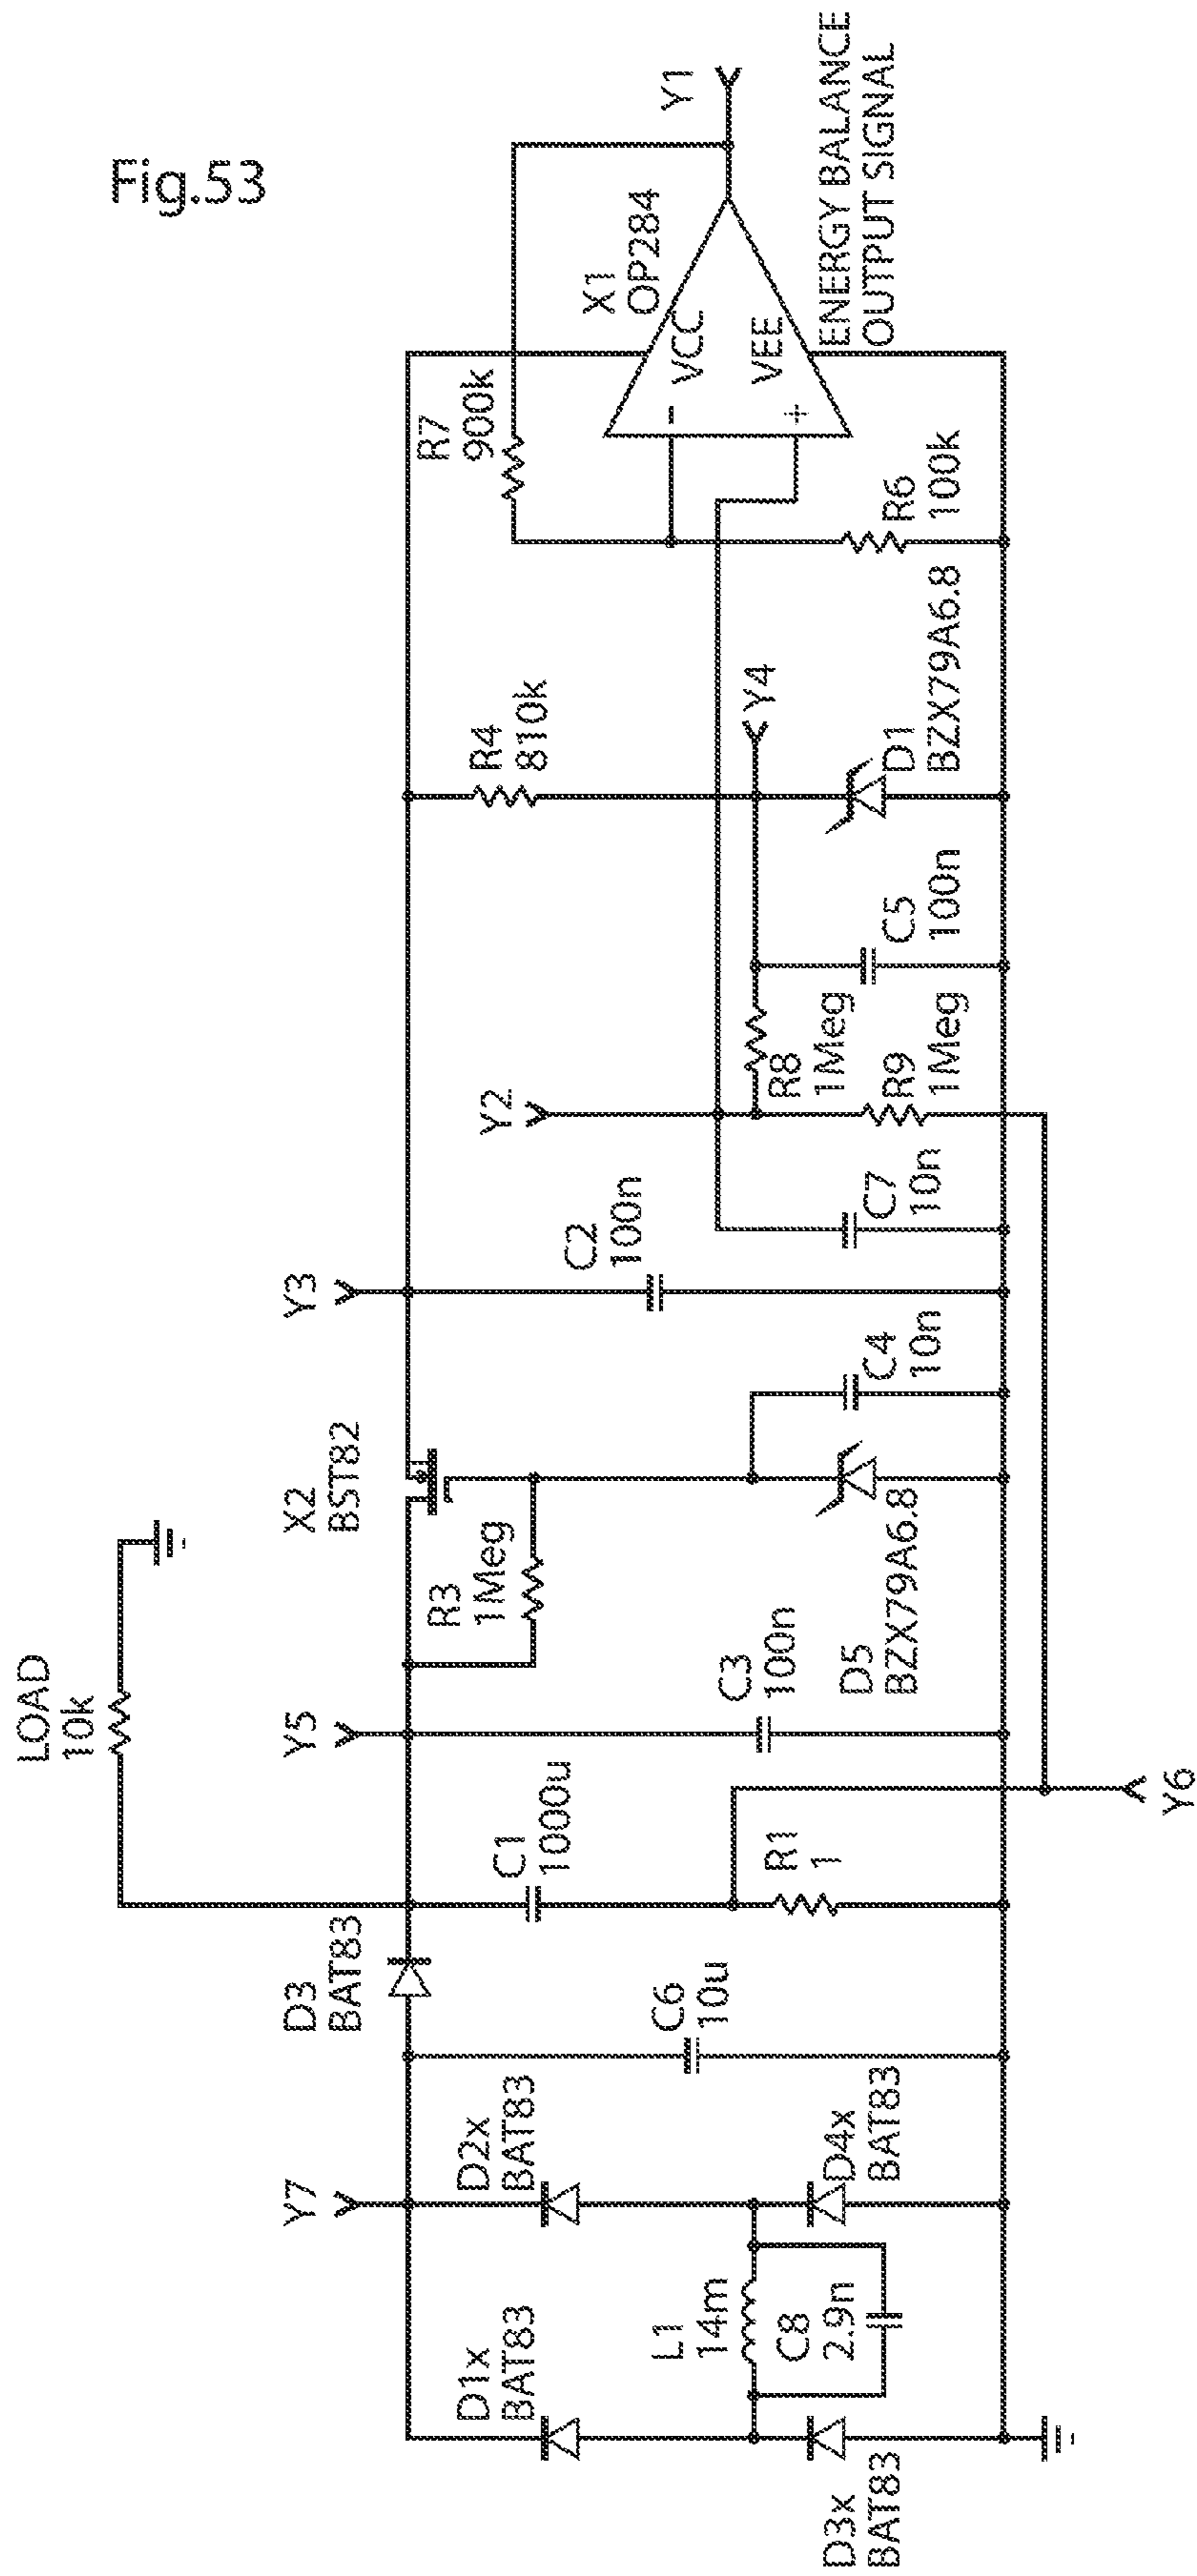 Fig.53
LOAD
10k
Y7
D3
BAT83
Y5
X2
BST82
Y3
Y2
D1x
BAT83
D2x
BAT83
C1
1000u
R3
1Meg
C2
100n
R4
810k
R7
900k
X1
OP284
Y1
VCC
-
VEE
+
L1
14m
C8
2.9n
C6
10u
R1
1
C3
100n
C4
10n
C7
10n
R8
1Meg
R9
1Meg
Y4
C5
100n
D1
BZX79A6.8
R6
100k
D3x
BAT83
D4x
BAT83
D5
BZX79A6.8
Y6
ENERGY BALANCE
OUTPUT SIGNAL